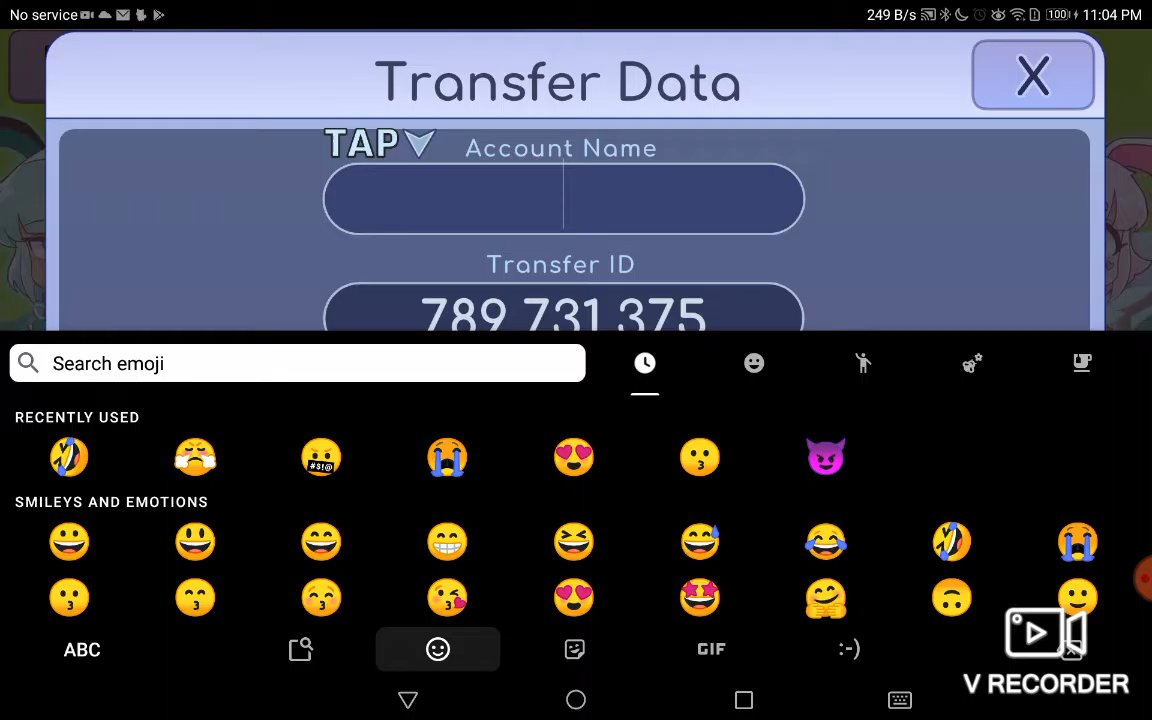 No service 249 B/s 100 11:04 PM
Transfer Data X
TAP Account Name
Transfer ID
789 731 375
Search emoji
RECENTLY USED
#$!@
SMILEYS AND EMOTIONS
ABC GIF :-)
V RECORDER